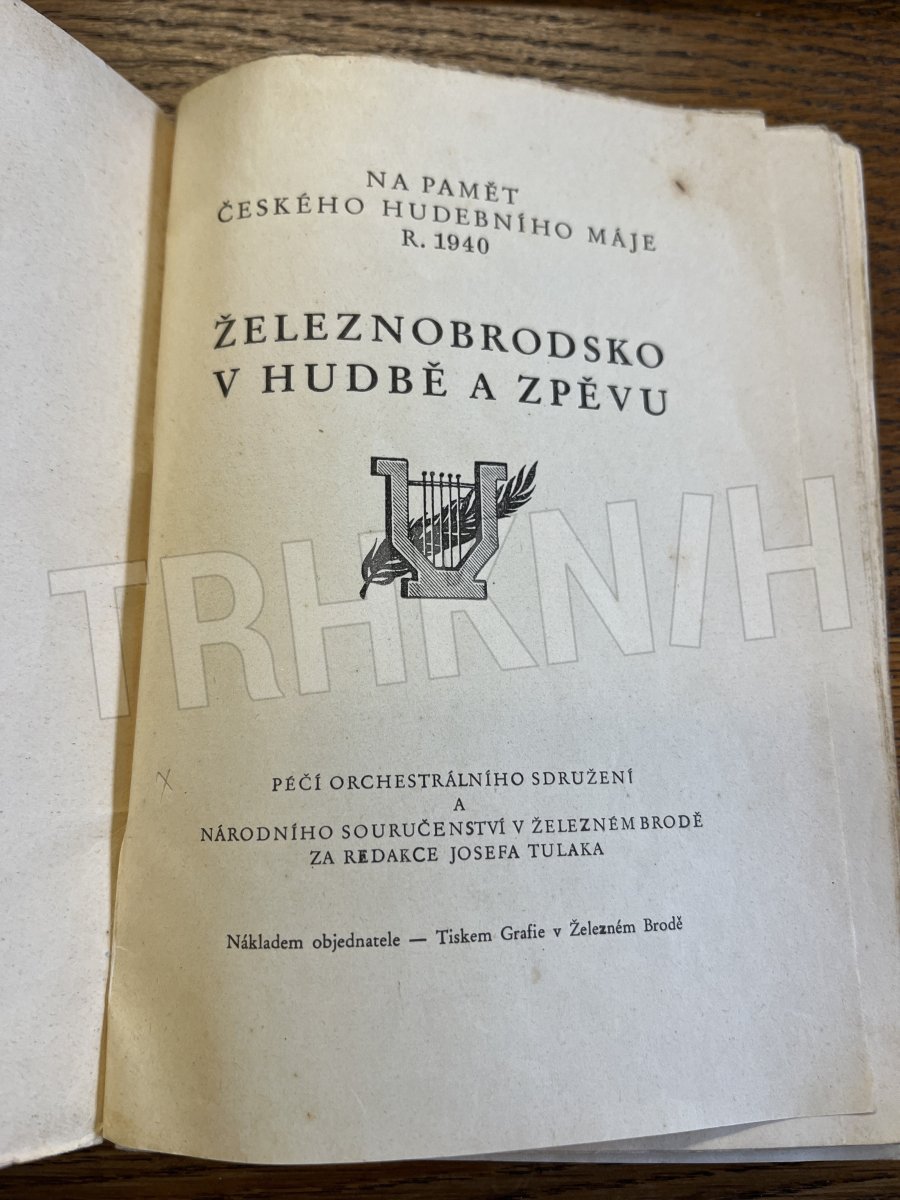 NA PAMĚT
ČESKÉHO HUDEBNÍHO MÁJE
R. 1940
ŽELEZNOBRODSKO
V HUDBĚ A ZPĚVU
TRHKNIH
PÉČÍ ORCHESTRÁLNÍHO SDRUŽENÍ
A
NÁRODNÍHO SOURUČENSTVÍ V ŽELEZNÉM BRODĚ
ZA REDAKCE JOSEFA TULAKA
Nákladem objednatele — Tiskem Grafie v Železném Brodě